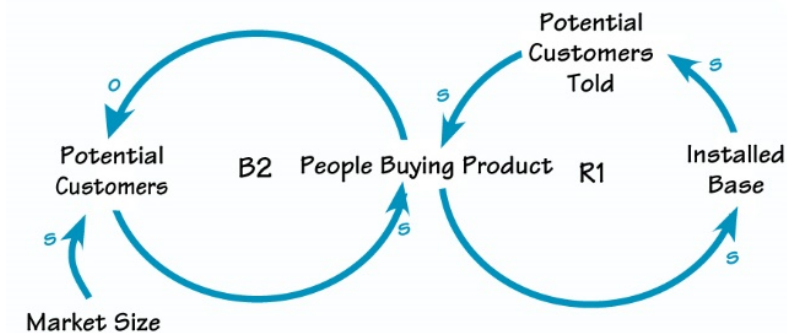 Potential
Customers
Told
o
s
s
Potential
Customers
B2
People Buying Product
R1
Installed
Base
s
s
s
Market Size